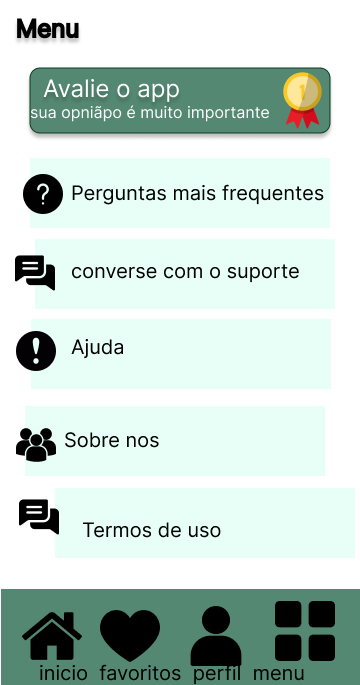 Menu
Avalie o app
1
sua opniãpo é muito importante
? Perguntas mais frequentes
converse com o suporte
! Ajuda
Sobre nos
Termos de uso
inicio favoritos perfil menu